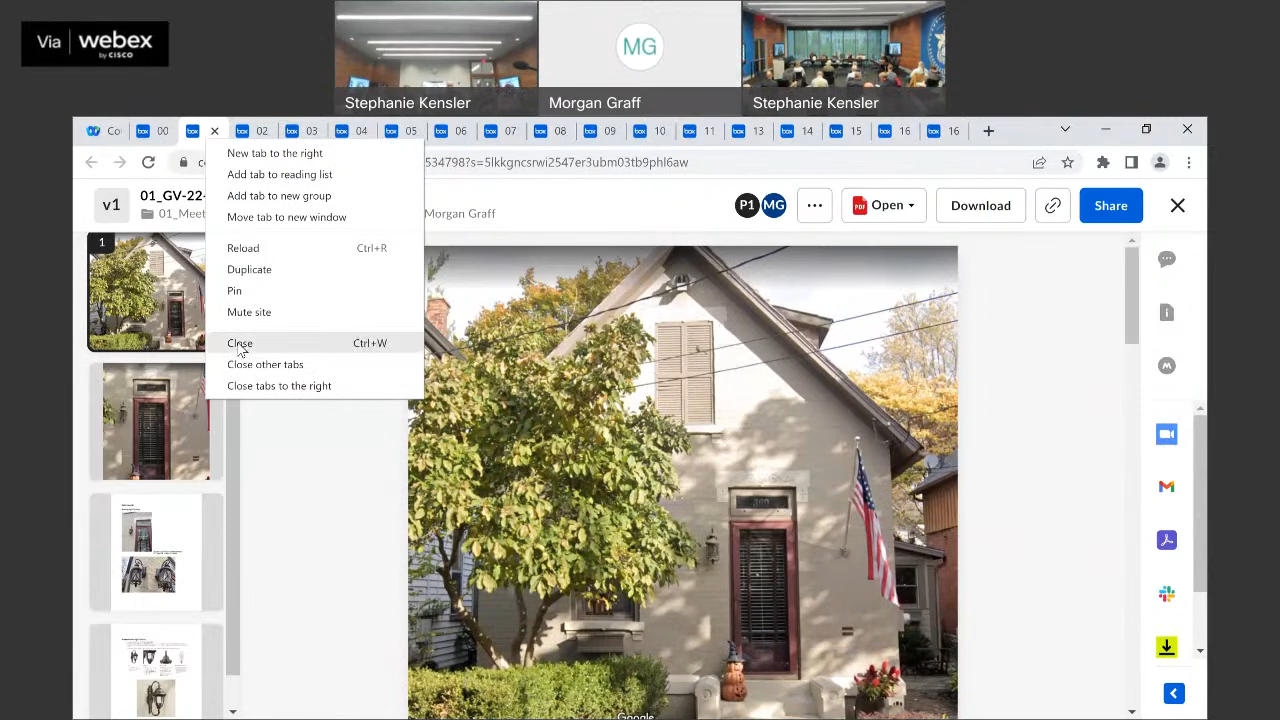 Via | webex
by CISCO
MG
Stephanie Kensler
Morgan Graff
Stephanie Kensler
Co
00
02
03
04
05
06
07
08
09
10
11
13
14
15
16
16
534798?s=5lkkgncsrwi2547er3ubm03tb9phl6aw
v1
01_GV-22-
01_Meet
Morgan Graff
P1
MG
PDF
Open
Download
Share
1
New tab to the right
Add tab to reading list
Add tab to new group
Move tab to new window
Reload Ctrl+R
Duplicate
Pin
Mute site
Close Ctrl+W
Close other tabs
Close tabs to the right
Google